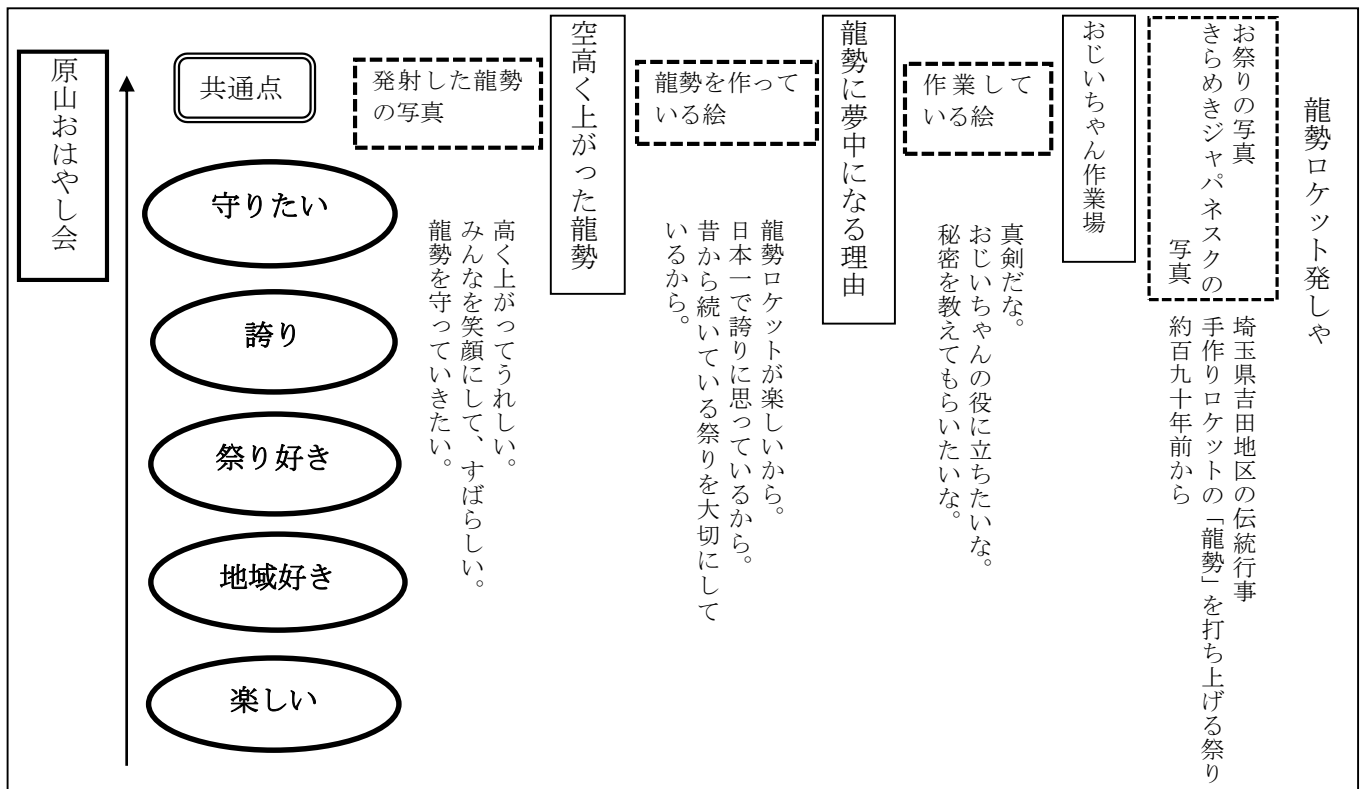 龍勢ロケット発しゃ
お祭りの写真
きらめきジャパネスクの
写真
埼玉県吉田地区の伝統行事
手作りロケットの「龍勢」を打ち上げる祭り
約百九十年前から
おじいちゃん作業場
作業して
いる絵
真剣だな。
おじいちゃんの役に立ちたいな。
秘密を教えてもらいたいな。
龍勢に夢中になる理由
龍勢を作って
いる絵
龍勢ロケットが楽しいから。
日本一で誇りに思っているから。
昔から続いている祭りを大切にして
いるから。
空高く上がった龍勢
発射した龍勢
の写真
高く上がってうれしい。
みんなを笑顔にして、すばらしい。
龍勢を守っていきたい。
共通点
守りたい
誇り
祭り好き
地域好き
楽しい
原山おはやし会